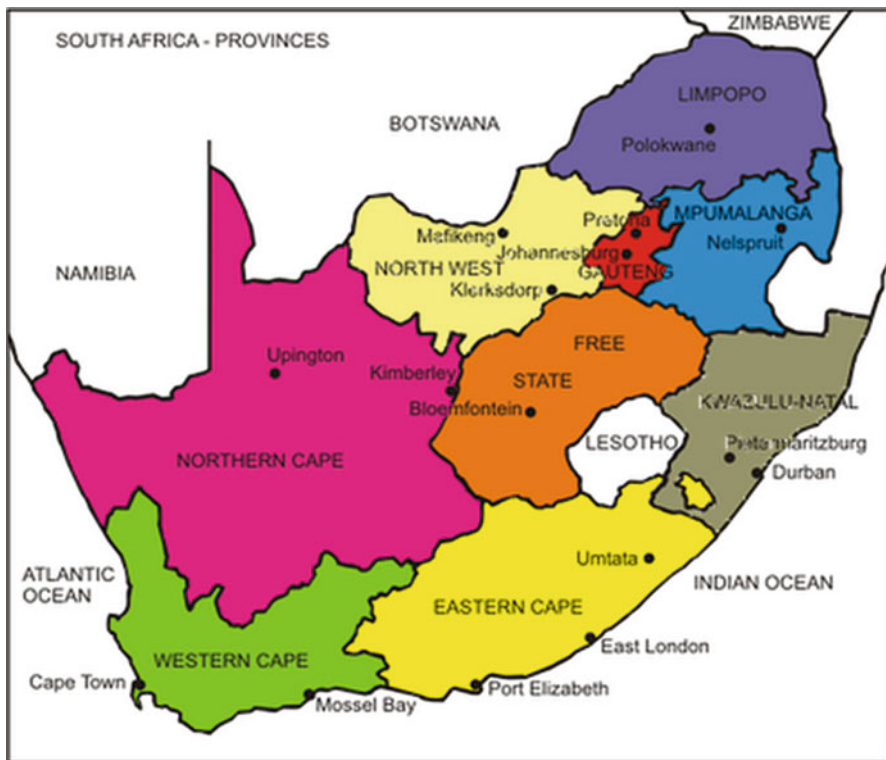 ZIMBABWE
SOUTH AFRICA - PROVINCES
LIMPOPO
BOTSWANA
Polokwane
MPUMALANGA
Pretoria
Mafikeng
Nelspruit
Johannesburg
NORTH WEST
GAUTENG
NAMIBIA
Klerksdorp
FREE
STATE
Upington
Kimberley
KWAZULU-NATAL
Bloemfontein
LESOTHO
Pietermaritzburg
NORTHERN CAPE
Durban
Umtata
ATLANTIC
OCEAN
INDIAN OCEAN
EASTERN CAPE
East London
WESTERN CAPE
Cape Town
Port Elizabeth
Mossel Bay